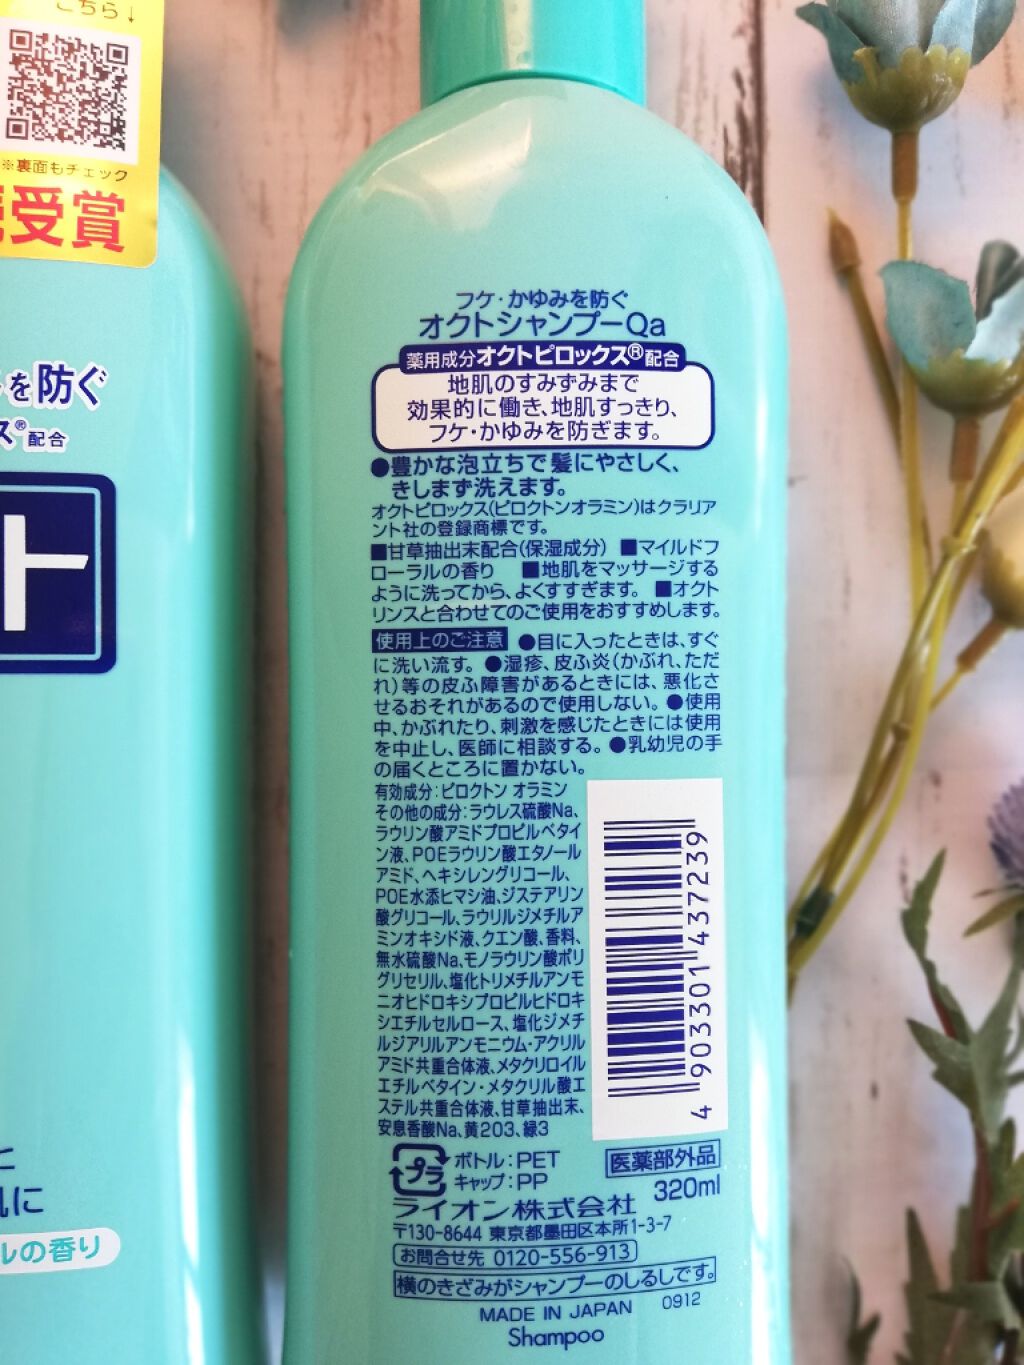 こちら↓
※裏面もチェック
受賞
を防ぐ
ス®配合
ト
肌に
ルの香り
フケ・かゆみを防ぐ
オクトシャンプーQa
薬用成分オクトピロックス®配合
地肌のすみずみまで
効果的に働き、地肌すっきり、
フケ・かゆみを防ぎます。
●豊かな泡立ちで髪にやさしく、
きしまず洗えます。
オクトピロックス(ピロクトンオラミン)はクラリア
ント社の登録商標です。
■甘草抽出末配合(保湿成分) ■マイルドフ
ローラルの香り ■地肌をマッサージする
ように洗ってから、よくすすぎます。 ■オクト
リンスと合わせてのご使用をおすすめします。
使用上のご注意 ●目に入ったときは、すぐ
に洗い流す。●湿疹、皮ふ炎(かぶれ、ただ
れ)等の皮ふ障害があるときには、悪化さ
せるおそれがあるので使用しない。●使用
中、かぶれたり、刺激を感じたときには使用
を中止し、医師に相談する。●乳幼児の手
の届くところに置かない。
有効成分:ピロクトン オラミン
その他の成分:ラウレス硫酸Na、
ラウリン酸アミドプロピルベタイ
ン液、POEラウリン酸エタノール
アミド、ヘキシレングリコール、
POE水添ヒマシ油、ジステアリン
酸グリコール、ラウリルジメチルア
ミンオキシド液、クエン酸、香料、
無水硫酸Na、モノラウリン酸ポリ
グリセリル、塩化トリメチルアンモ
ニオヒドロキシプロピルヒドロキ
シエチルセルロース、塩化ジメチ
ルジアリルアンモニウム・アクリル
アミド共重合体液、メタクリロイル
エチルベタイン・メタクリル酸エ
ステル共重合体液、甘草抽出末、
安息香酸Na、黄203、緑3
4 903301 437239
プラ
ボトル:PET
キャップ:PP
医薬部外品
320ml
ライオン株式会社
〒130-8644 東京都墨田区本所1-3-7
お問合せ先 0120-556-913
横のきざみがシャンプーのしるしです。
MADE IN JAPAN 0912
Shampoo